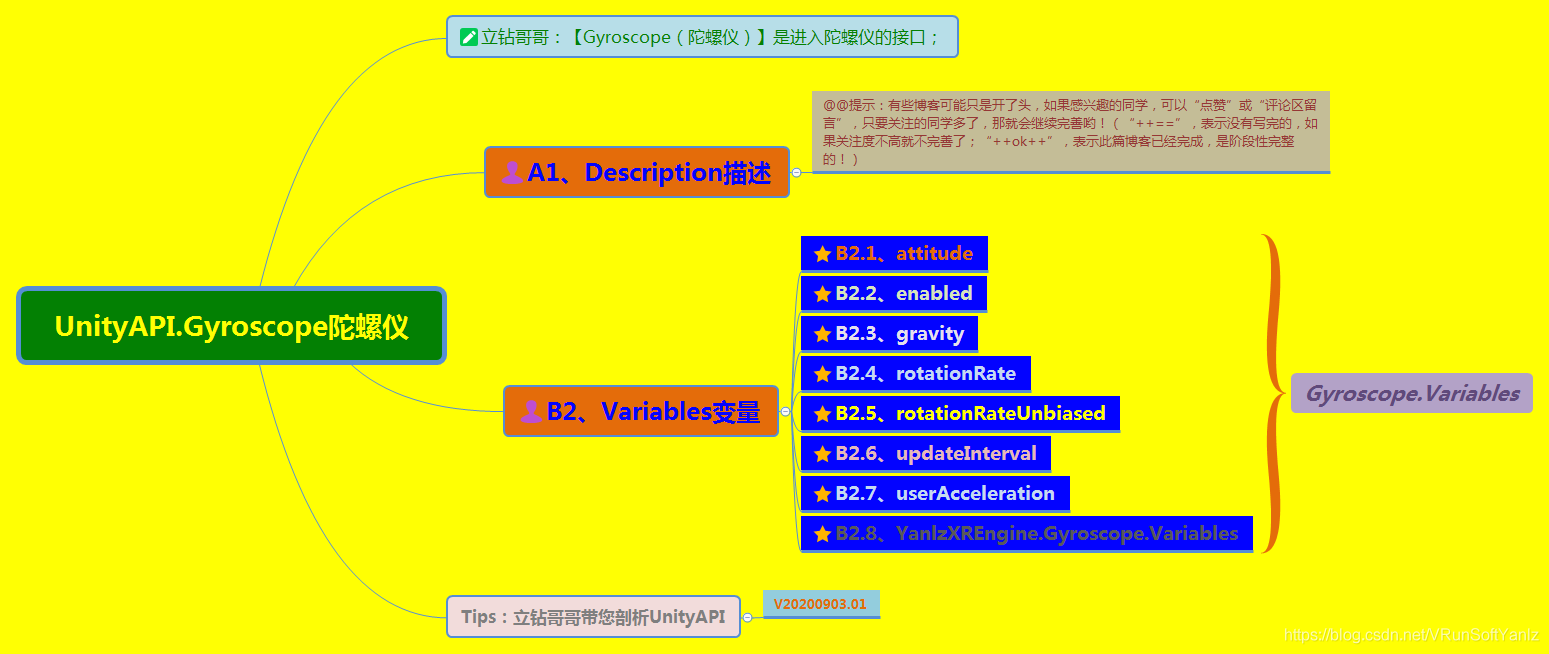 立钻哥哥：【Gyroscope（陀螺仪）】是进入陀螺仪的接口；
@@提示：有些博客可能只是开了头，如果感兴趣的同学，可以“点赞”或“评论区留
言”，只要关注的同学多了，那就会继续完善哟！（“++==”，表示没有写完的，如
果关注度不高就不完善了；“++ok++”，表示此篇博客已经完成，是阶段性完整
的！）
A1、Description描述
UnityAPI.Gyroscope陀螺仪
B2、Variables变量
B2.1、attitude
B2.2、enabled
B2.3、gravity
B2.4、rotationRate
B2.5、rotationRateUnbiased
B2.6、updateInterval
B2.7、userAcceleration
B2.8、YanlzXREngine.Gyroscope.Variables
Gyroscope.Variables
Tips：立钻哥哥带您剖析UnityAPI
V20200903.01
https://blog.csdn.net/VRunSoftYanlz